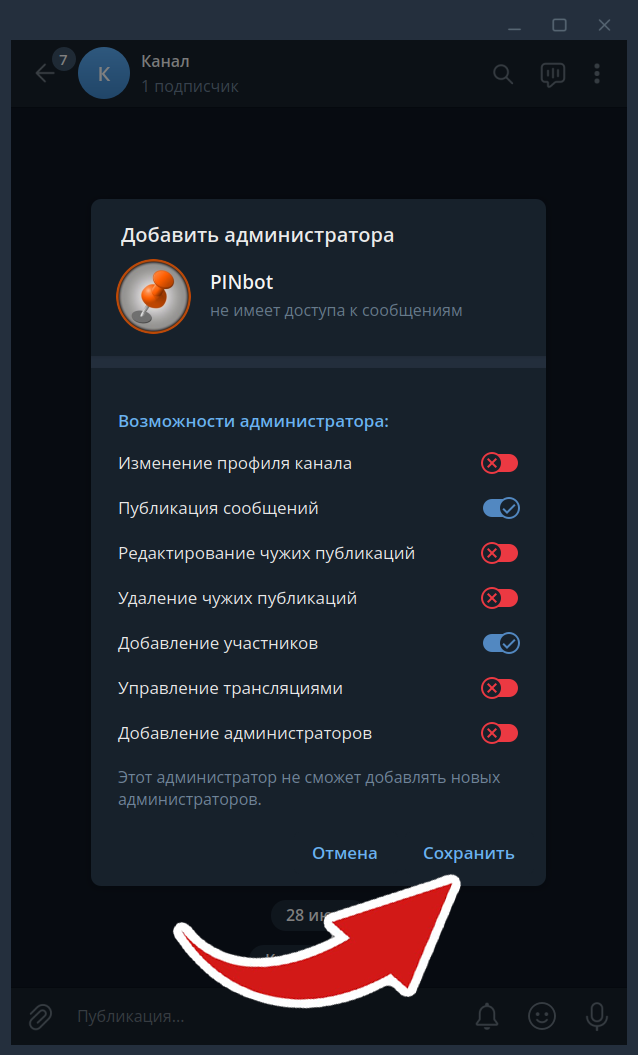 7
К
Канал
1 подписчик
Добавить администратора
PINbot
не имеет доступа к сообщениям
Возможности администратора:
Изменение профиля канала
Публикация сообщений
Редактирование чужих публикаций
Удаление чужих публикаций
Добавление участников
Управление трансляциями
Добавление администраторов
Этот администратор не сможет добавлять новых
администраторов.
Отмена Сохранить
28
Публикация...